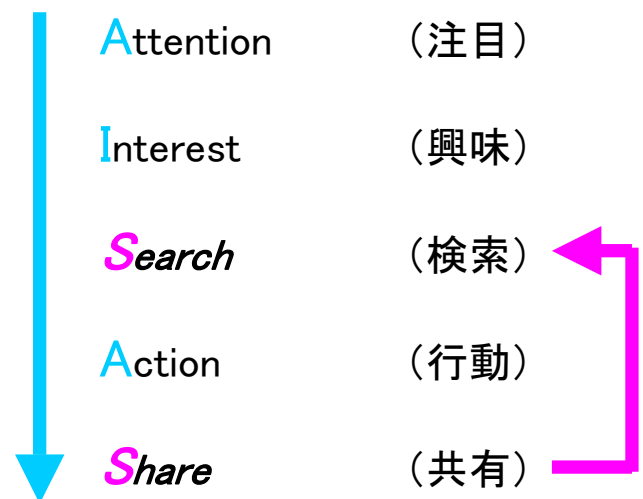 Attention （注目）
Interest （興味）
Search （検索）
Action （行動）
Share （共有）